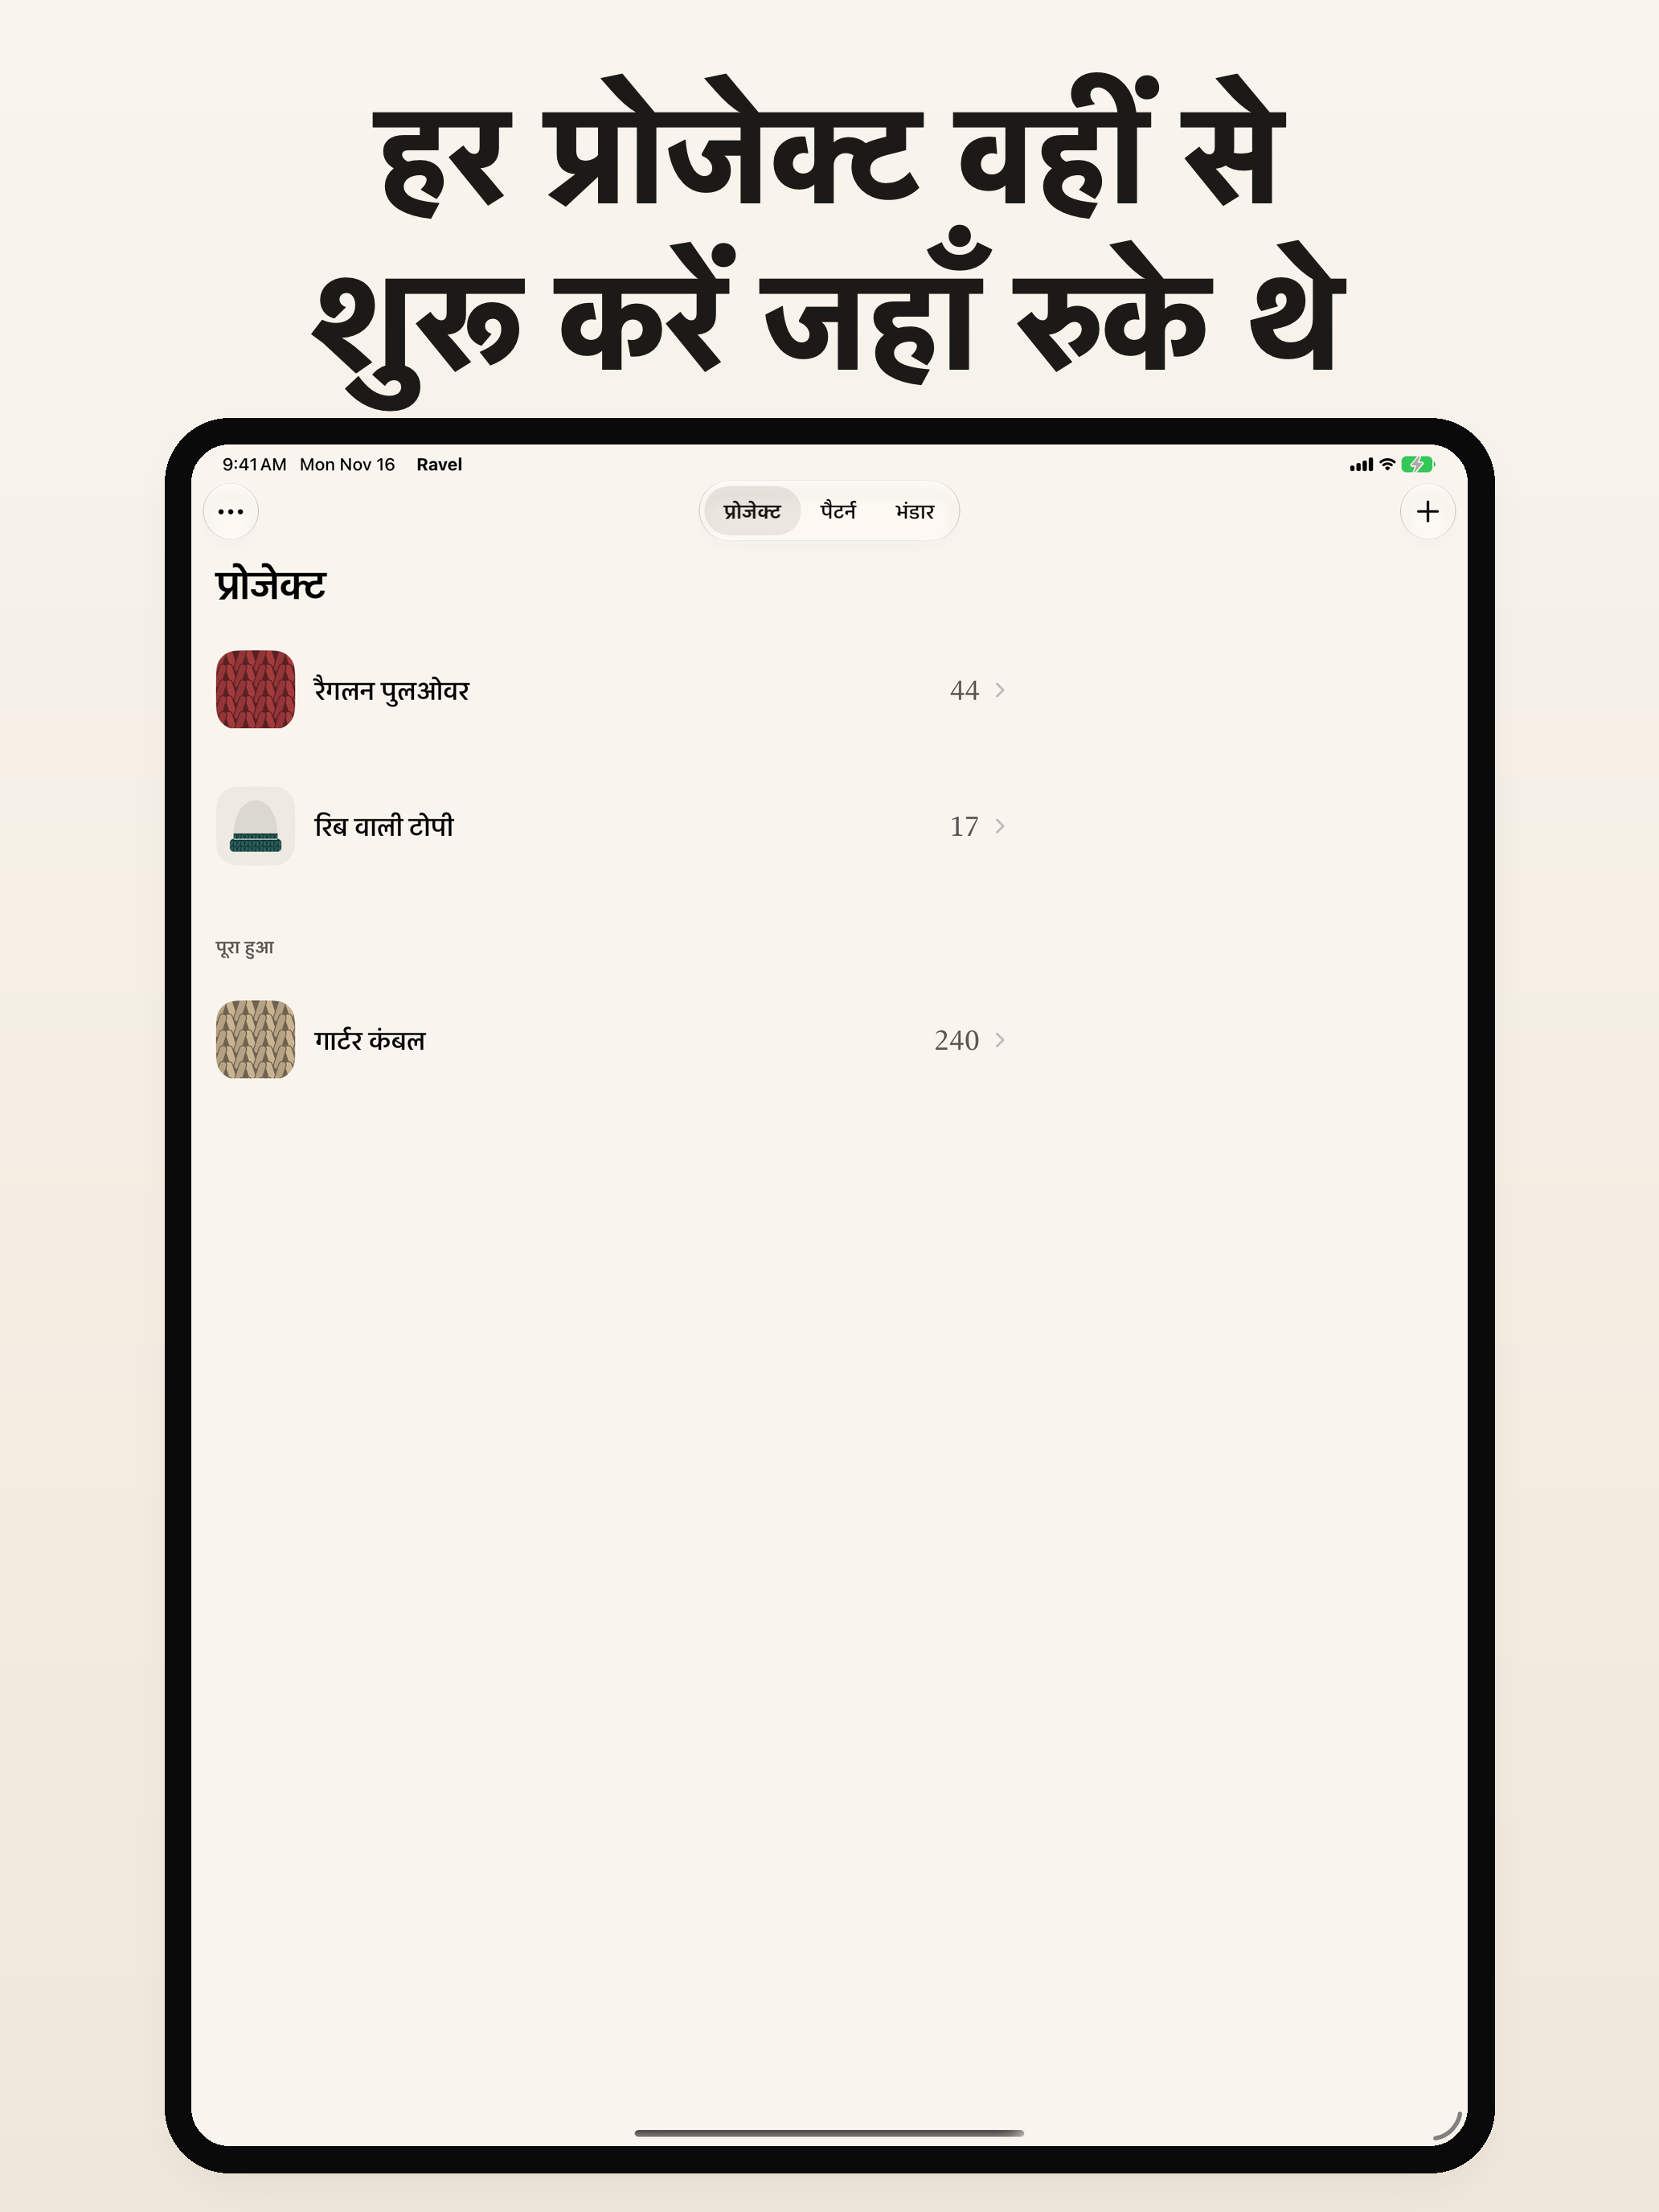 हर प्रोजेक्ट वहीं से
शुरू करें जहाँ रुके थे
9:41 AM Mon Nov 16 Ravel
प्रोजेक्ट पैटर्न भंडार
प्रोजेक्ट
रैगलन पुलओवर 44
रिब वाली टोपी 17
पूरा हुआ
गार्टर कंबल 240